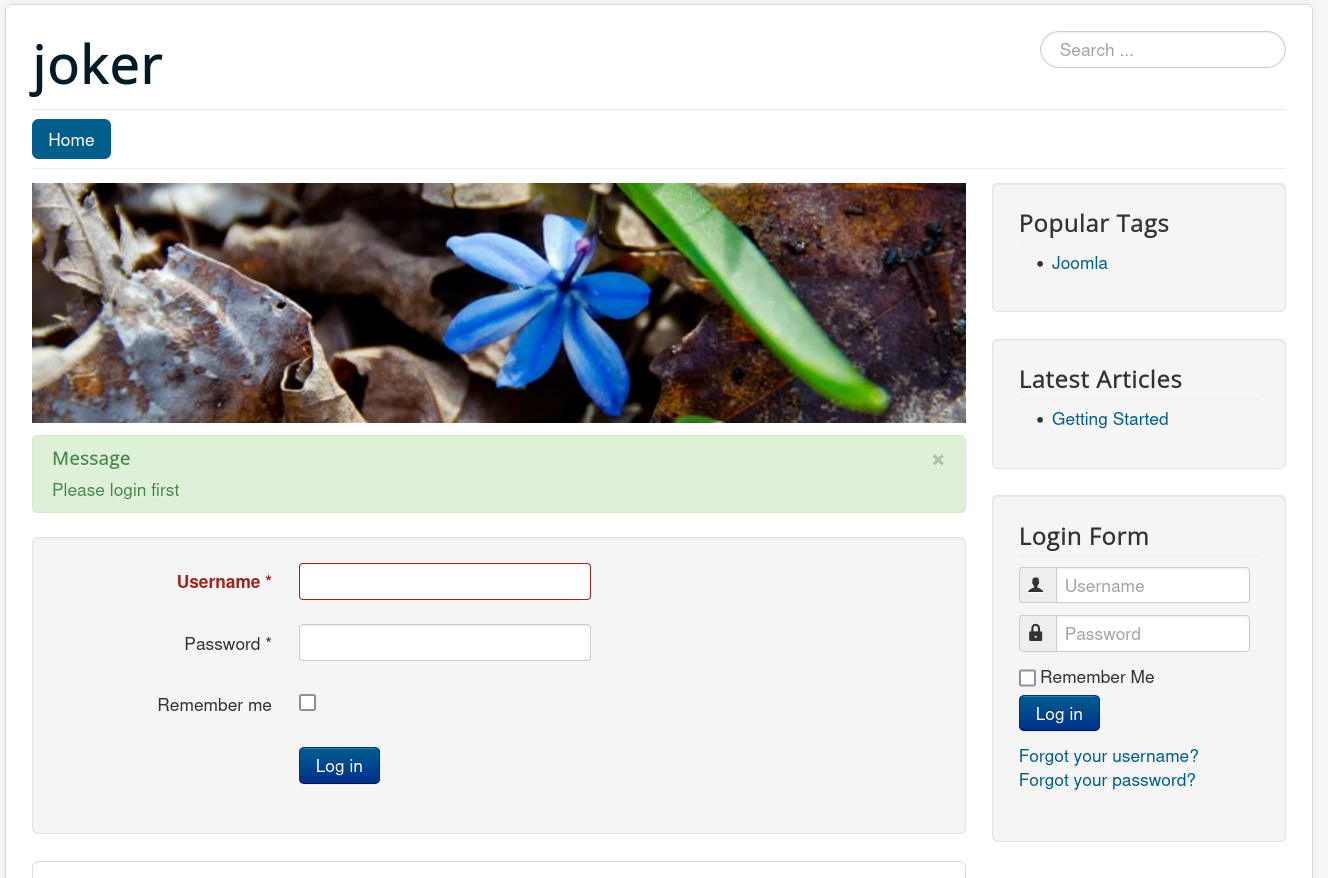 joker
Search ...
Home
Message
×
Please login first
Username *
Password *
Remember me
Log in
Popular Tags
Joomla
Latest Articles
Getting Started
Login Form
Username
Password
Remember Me
Log in
Forgot your username?
Forgot your password?